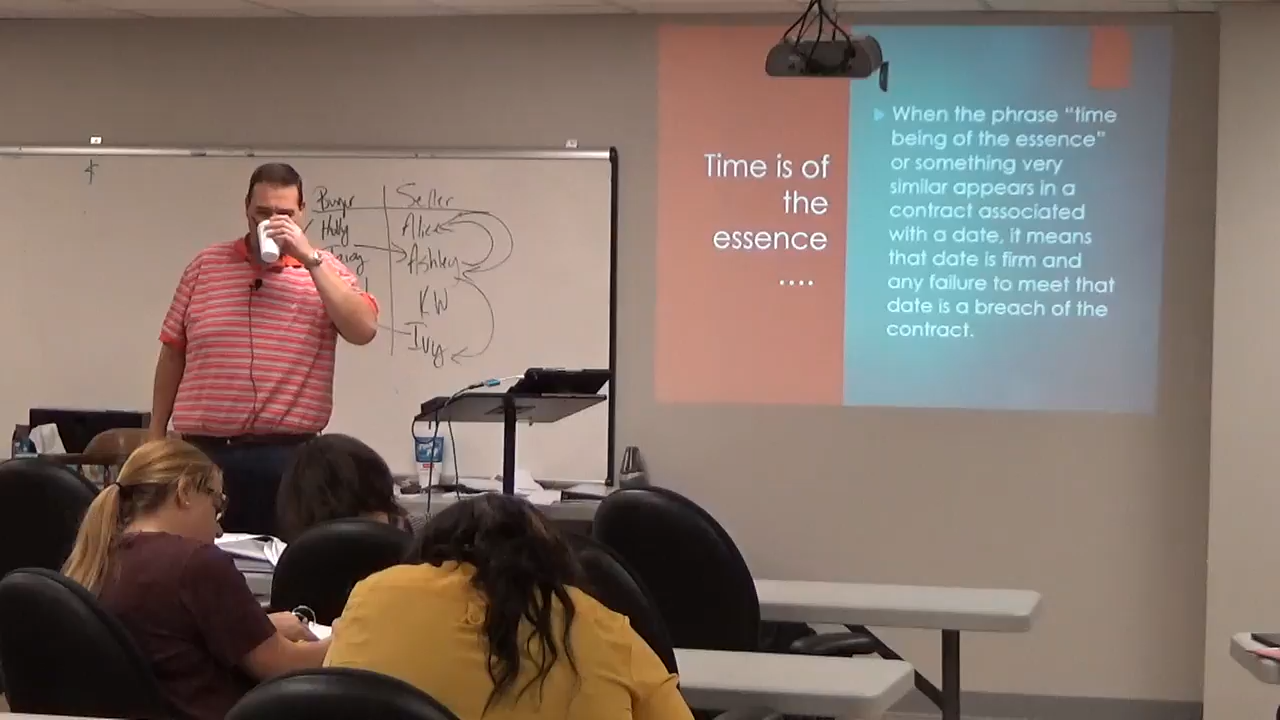 Buyer Seller
Holly Alice
Ashley
KW
Ivy
Time is of
the
essence
....
When the phrase “time
being of the essence”
or something very
similar appears in a
contract associated
with a date, it means
that date is firm and
any failure to meet that
date is a breach of the
contract.